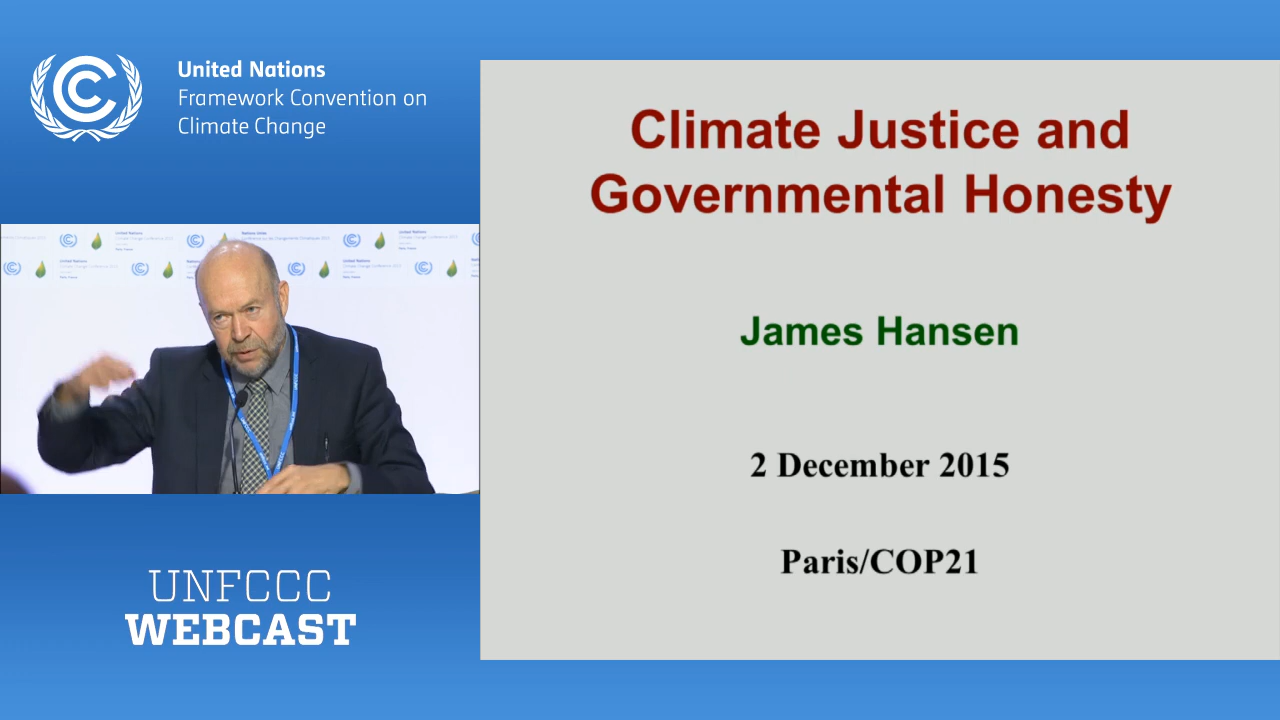 United Nations
Framework Convention on
Climate Change
Climate Justice and
Governmental Honesty
James Hansen
2 December 2015
Paris/COP21
UNFCCC
WEBCAST